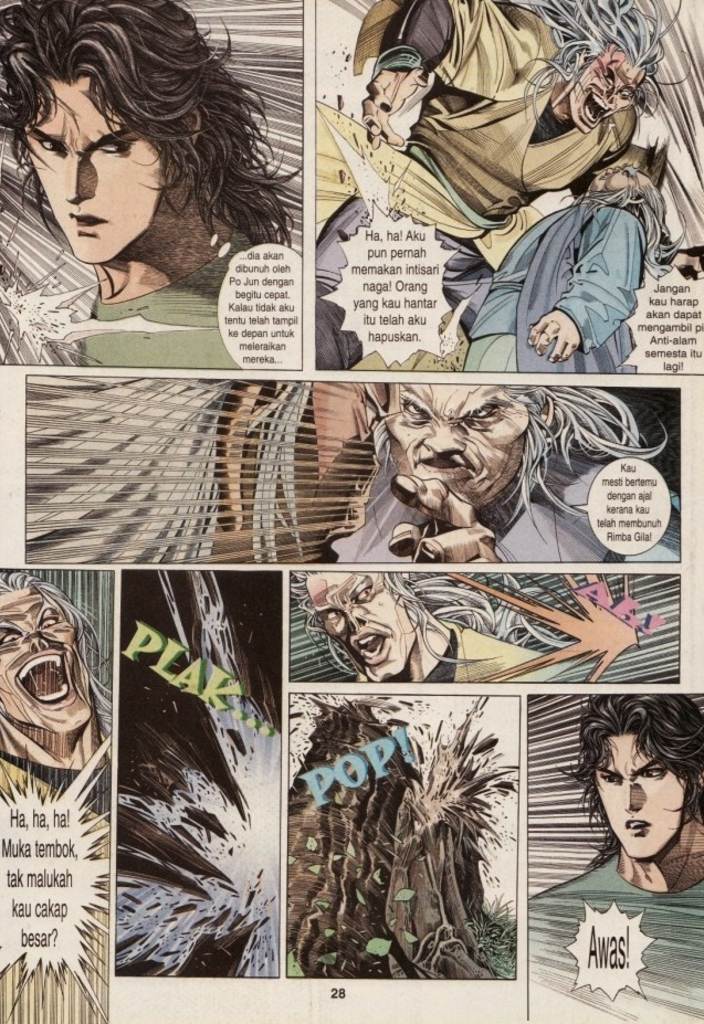 ...dia akan
dibunuh oleh
Po Jun dengan
begitu cepat.
Kalau tidak aku
tentu telah tampil
ke depan untuk
meleraikan
mereka...
Ha, ha! Aku
pun pernah
memakan intisari
naga! Orang
yang kau hantar
itu telah aku
hapuskan.
Jangan
kau harap
akan dapat
mengambil pi
Anti-alam
semesta itu
lagi!
Kau
mesti bertemu
dengan ajal
kerana kau
telah membunuh
Rimba Gila!
Ha, ha, ha!
Muka tembok,
tak malukah
kau cakap
besar?
PLAK...
AK!
POP!
Awas!
28